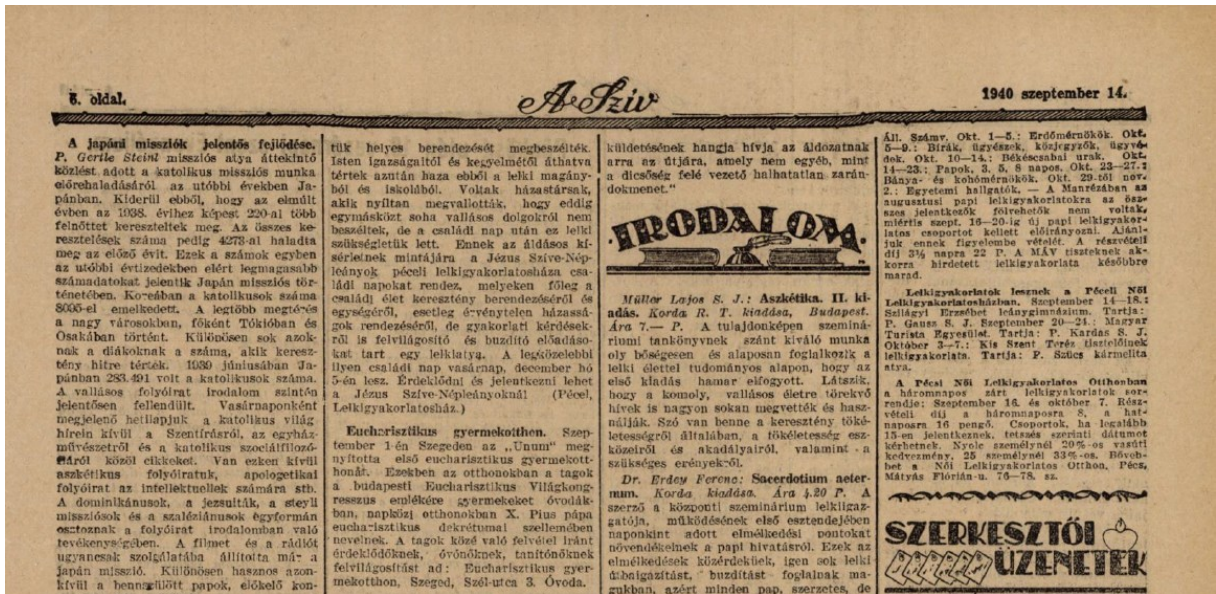 6. oldal.
A Szív
1940 szeptember 14.
A japáni missziók jelentős fejlődése.
P. Gertle Steinl missziós atya áttekintő
közlést adott a katolikus missziós munka
előrehaladásáról az utóbbi években Ja-
pánban. Kiderül ebből, hogy az elmúlt
évben az 1938. évihez képest 220-al több
felnőttet kereszteltek meg. Az összes ke-
resztelések száma pedig 4273-al haladta
meg az előző évit. Ezek a számok egyben
az utóbbi évtizedekben elért legmagasabb
számadatokat jelentik Japán missziós tör-
ténetében. Koreában a katolikusok száma
emelkedett. A legtöbb megtérés
a nagy városokban, főként Tókióban és
Osakában történt. Különösen sok azok-
nak a diákoknak a száma, akik keresz-
tény hitre tértek. 1939 júniusában Ja-
pánban 283.491 volt a katolikusok száma.
A vallásos folyóirat irodalom szintén
jelentősen fellendült. Vasárnaponként
megjelenő hetilapjuk a katolikus világ
hírein kívül a Szentírásról, az egyház-
művészetről és a katolikus szociálfilozó-
fiáról közöl cikkeket. Van ezken kívül
aszkétikus folyóiratuk, apologetikai
folyóirat az intellektuellek számára stb.
A dominikánusok, a jezsuiták, a steyli
missziósok és a szaléziánusok egyformán
osztoznak a folyóirat irodalomban való
tevékenységében. A filmet és a rádiót
ugyancsak szolgálatába állította már a
japán misszió. Különösen hasznos azon-
kívül a bennszülött papok, előkelő kon-
tük helyes berendezését megbeszélték.
Isten igazságaitól és kegyelmétől áthatva
tértek azután haza ebből a lelki magány-
ból és iskolából. Voltak házastársak,
akik nyíltan megvallották, hogy eddig
egymásközt soha vallásos dolgokról nem
beszéltek, de a családi nap után ez lelki
szükségletük lett. Ennek az áldásos kí-
sérletnek mintájára a Jézus Szíve-Nép-
leányok péceli lelkigyakorlatosháza csa-
ládi napokat rendez, melyeken főleg a
családi élet keresztény berendezéséről és
egységéről, esetleg érvénytelen házassá-
gok rendezéséről, de gyakorlati kérdések-
ről is felvilágosító és buzdító előadáso-
kat tart egy lelkiatya. A legközelebbi
ilyen családi nap vasárnap, december hó
5-én lesz. Érdeklődni és jelentkezni lehet
a Jézus Szíve-Népleányoknál (Pécel,
Lelkigyakorlatosház.)
Eucharisztikus gyermekotthon. Szep-
tember 1-én Szegeden az „Unum" meg-
nyitotta első eucharisztikus gyermekott-
honát. Ezekben az otthonokban a tagok
a budapesti Eucharisztikus Világkong-
resszus emlékére gyermekeket óvodák-
ban, napközi otthonokban X. Pius pápa
eucharisztikus dekrétumai szellemében
nevelnek. A tagok közé való felvétel iránt
érdeklődőknek, óvónőknek, tanítónőknek
felvilágosítást ad: Eucharisztikus gyer-
mekotthon, Szeged, Szél-utca 3. Óvoda.
küldetésének hangja hívja az áldozatnak
arra az útjára, amely nem egyéb, mint
a dicsőség felé vezető halhatatlan zarán-
dokmenet."
IRODALOM
Müller Lajos S. J.: Aszkétika. II. ki-
adás. Korda R. T. kiadása, Budapest.
Ára 7.— P. A tulajdonképen szeminá-
riumi tankönyvnek szánt kiváló munka
oly bőségesen és alaposan foglalkozik a
lelki élettel tudományos alapon, hogy az
első kiadás hamar elfogyott. Látszik,
hogy a komoly, vallásos életre törekvő
hívek is nagyon sokan megvették és hasz-
nálják. Szó van benne a keresztény töké-
letességről általában, a tökéletesség esz-
közeiről és akadályairól, valamint a
szükséges erényekről.
Dr. Erdey Ferenc: Sacerdotium aeter-
num. Korda kiadása. Ára 4.20 P. A
szerző a központi szeminárium lelkiigaz-
gatója, működésének első esztendejében
naponkint adott elmélkedési pontokat
növendékeinek a papi hivatásról. Ezek az
elmélkedések közérdekűek, igen sok lelki
útbaigazítást, buzdítást foglalnak ma-
gukban, azért minden pap, szerzetes, de
Áll. Számv. Okt. 1—5.: Erdőmérnökök. Okt.
5—9.: Bírák, ügyészek, közjegyzők, ügyvé-
dek. Okt. 10—14.: Békéscsabai urak. Okt.
14—23.: Papok, 3, 5, 8 napos. Okt. 23—27.:
Bánya- és kohómérnökök. Okt. 29.-től nov.
2.: Egyetemi hallgatók. — A Manrézában az
augusztusi papi lelkigyakorlatokra az ösz-
szes jelentkezők fölvehetők nem voltak,
miértis szept. 16—20-ig új papi lelkigyakor-
latos csoportot kellett előirányozni. Ajánl-
juk ennek figyelembe vételét. A részvételi
díj 3½ napra 22 P. A MÁV tiszteknek ak-
korra hirdetett lelkigyakorlata későbbre
marad.
Lelkigyakorlatok lesznek a Péceli Női
Lelkigyakorlatosházban. Szeptember 14—18.:
Szilágyi Erzsébet leánygimnázium. Tartja:
P. Gausz S. J. Szeptember 20—24.: Magyar
Turista Egyesület. Tartja: P. Kardas S. J.
Október 3—7.: Kis Szent Teréz tisztelőinek
lelkigyakorlata. Tartja: P. Szücs kármelita
atya.
A Pécsi Női Lelkigyakorlatos Otthonban
a háromnapos zárt lelkigyakorlatok sor-
rendje: Szeptember 16. és október 7. Rész-
vételi díj a háromnaposra 8, a hat-
naposra 16 pengő. Csoportok, ha legalább
15-en jelentkeznek, tetszés szerinti dátumot
kérhetnek. Nyolc személynél 20%-os vasúti
kedvezmény, 25 személynél 33%-os. Bőveb-
bet a Női Lelkigyakorlatos Otthon, Pécs,
Mátyás Flórián-u. 76—78. sz.
SZERKESZTŐI
ÜZENETEK